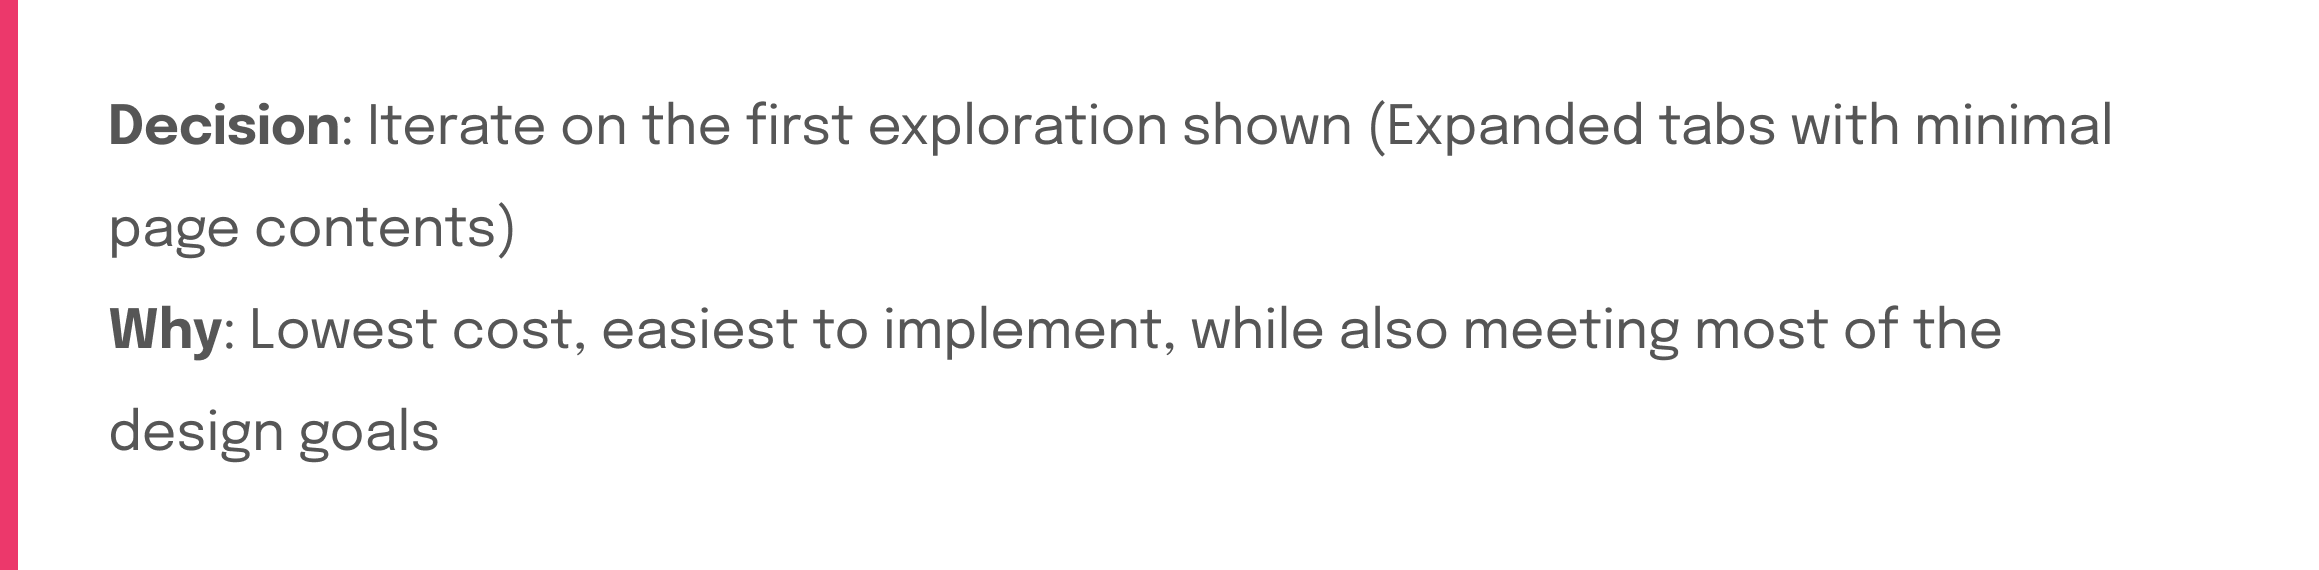 Decision: Iterate on the first exploration shown (Expanded tabs with minimal
page contents)
Why: Lowest cost, easiest to implement, while also meeting most of the
design goals